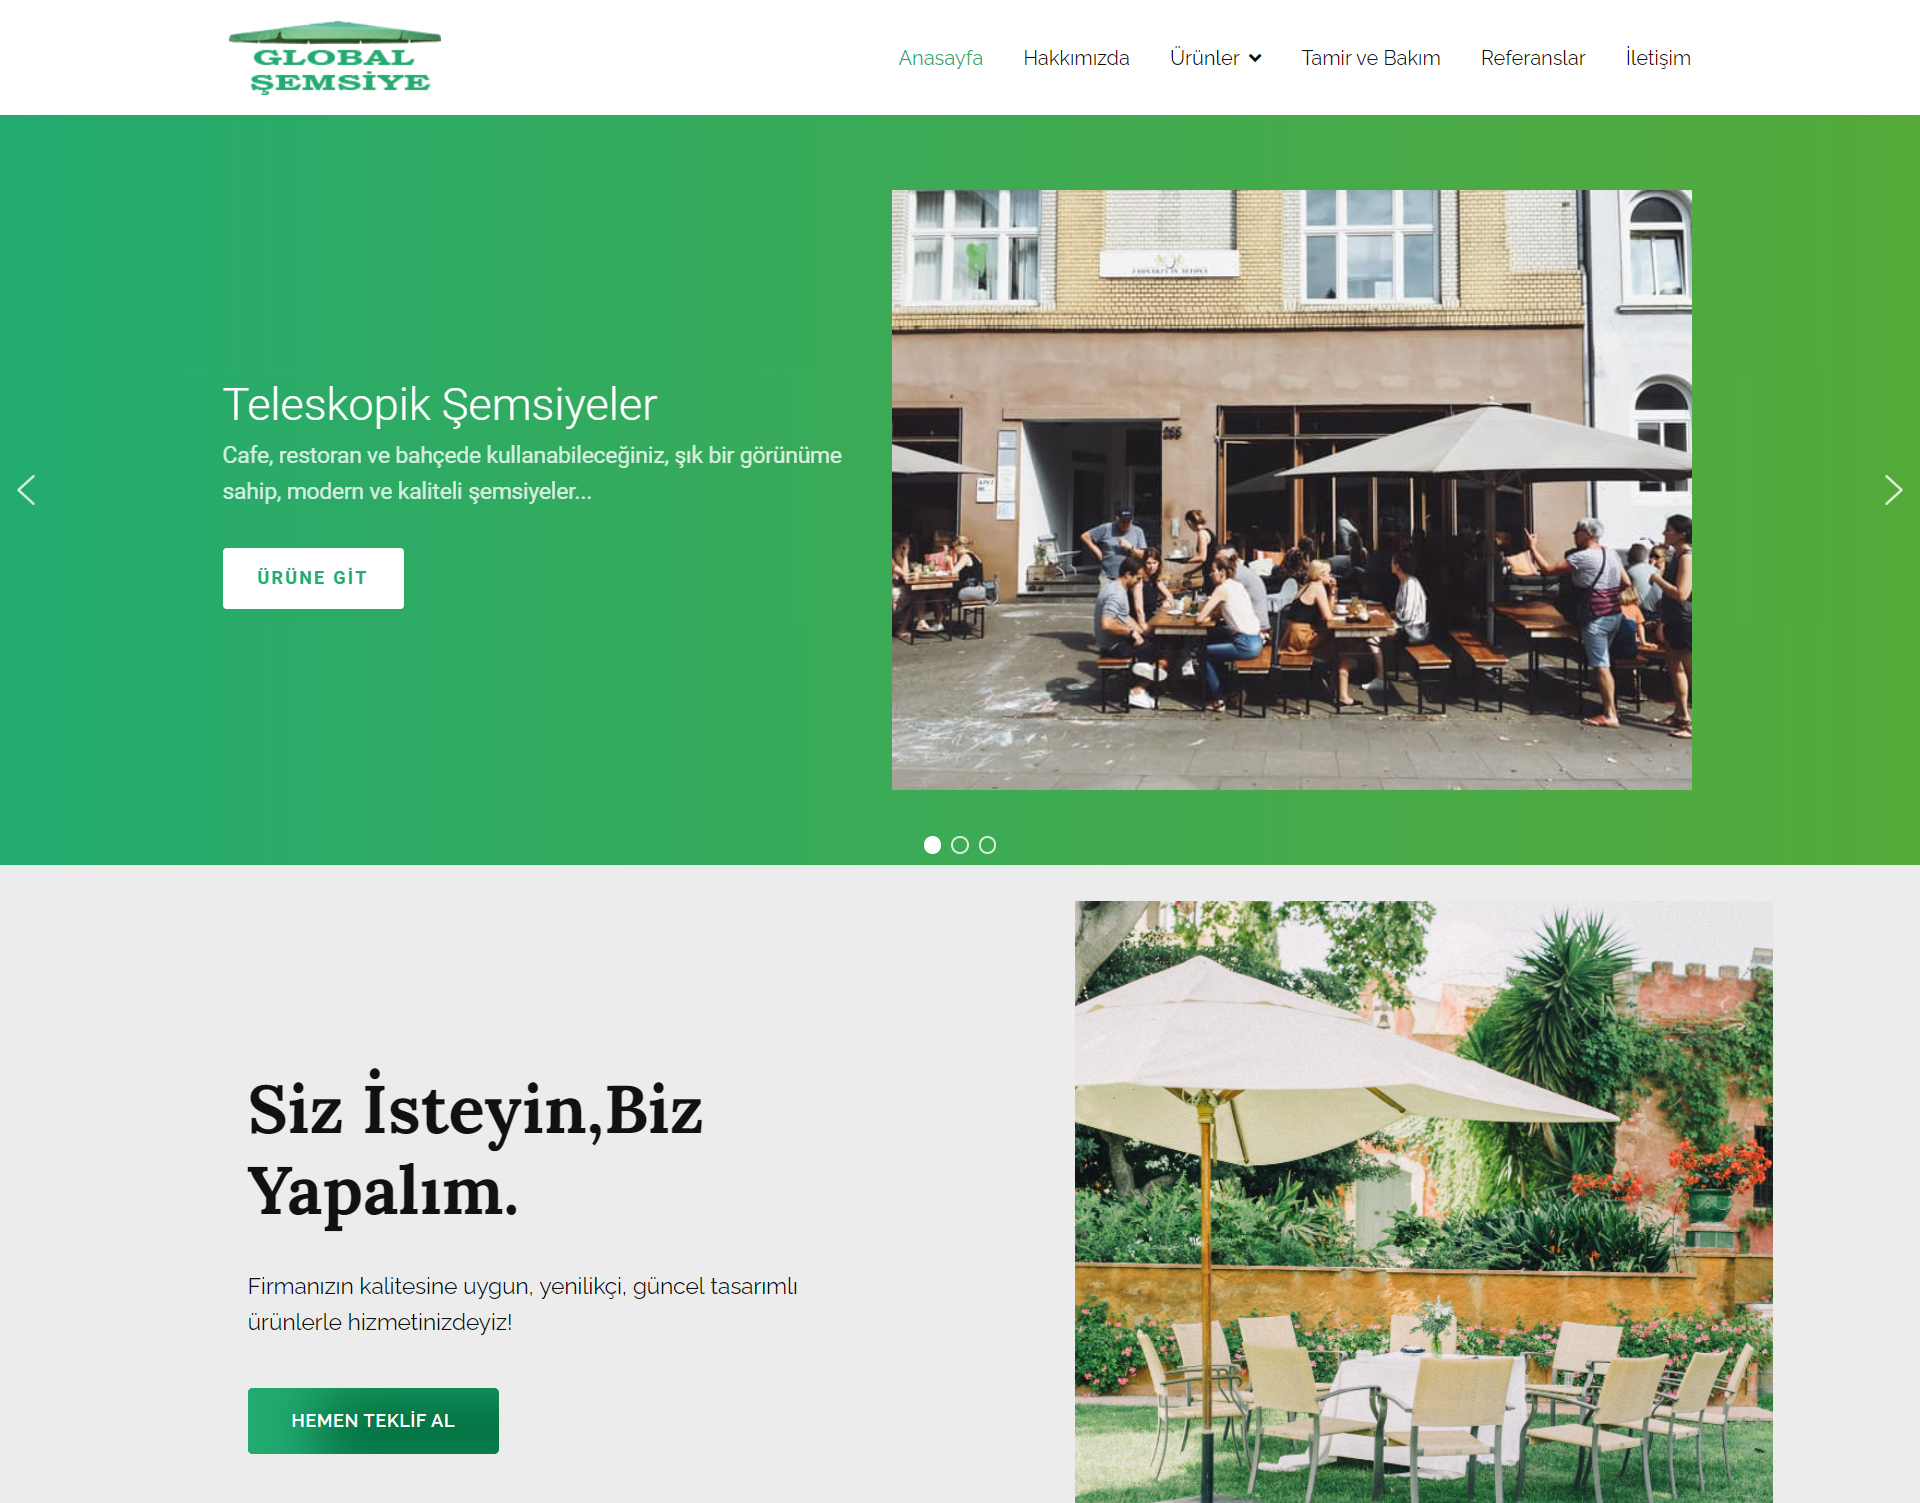 GLOBAL
ŞEMSİYE
Anasayfa
Hakkımızda
Ürünler
Tamir ve Bakım
Referanslar
İletişim
Teleskopik Şemsiyeler
Cafe, restoran ve bahçede kullanabileceğiniz, şık bir görünüme
sahip, modern ve kaliteli şemsiyeler...
ÜRÜNE GİT
Siz İsteyin,Biz
Yapalım.
Firmanızın kalitesine uygun, yenilikçi, güncel tasarımlı
ürünlerle hizmetinizdeyiz!
HEMEN TEKLİF AL